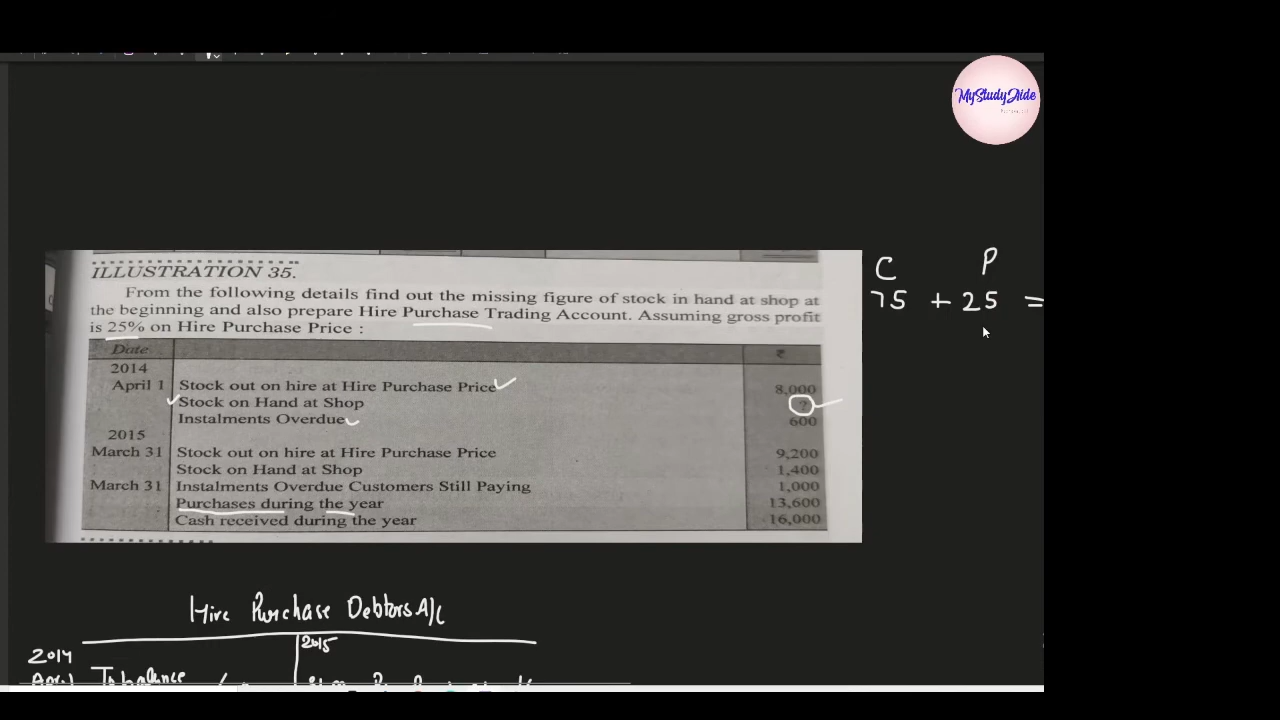 MyStudyAide
C P
75 + 25 =
ILLUSTRATION 35.
From the following details find out the missing figure of stock in hand at shop at
the beginning and also prepare Hire Purchase Trading Account. Assuming gross profit
is 25% on Hire Purchase Price :
Date ₹
2014
April 1 Stock out on hire at Hire Purchase Price 8,000
Stock on Hand at Shop ?
Instalments Overdue 600
2015
March 31 Stock out on hire at Hire Purchase Price 9,200
Stock on Hand at Shop 1,400
March 31 Instalments Overdue Customers Still Paying 1,000
Purchases during the year 13,600
Cash received during the year 16,000
Hire Purchase Debtors A/c
2015
2014
To balance